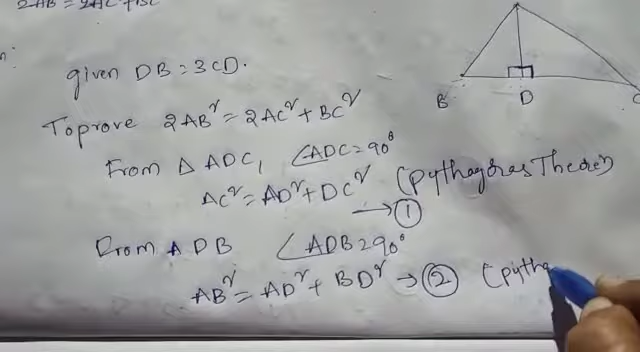 2AB = 2AC + BC
given DB = 3CD.
B
D
C
To prove 2AB² = 2AC² + BC²
From △ ADC, ∠ADC = 90°
AC² = AD² + DC² (Pythagoras Theorem)
→ ①
From ADB ∠ADB = 90°
AB² = AD² + BD² → ② (Pytha